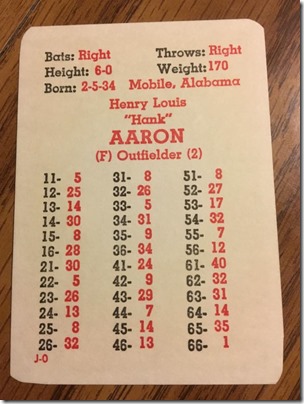 Bats: Right Throws: Right
Height: 6-0 Weight: 170
Born: 2-5-34 Mobile, Alabama
Henry Louis
"Hank"
AARON
(F) Outfielder (2)
11- 5 31- 8 51- 8
12- 25 32- 26 52- 27
13- 14 33- 5 53- 17
14- 30 34- 31 54- 32
15- 8 35- 9 55- 7
16- 28 36- 34 56- 12
21- 30 41- 24 61- 40
22- 5 42- 9 62- 32
23- 26 43- 29 63- 31
24- 13 44- 7 64- 14
25- 8 45- 14 65- 35
26- 32 46- 13 66- 1
J-O